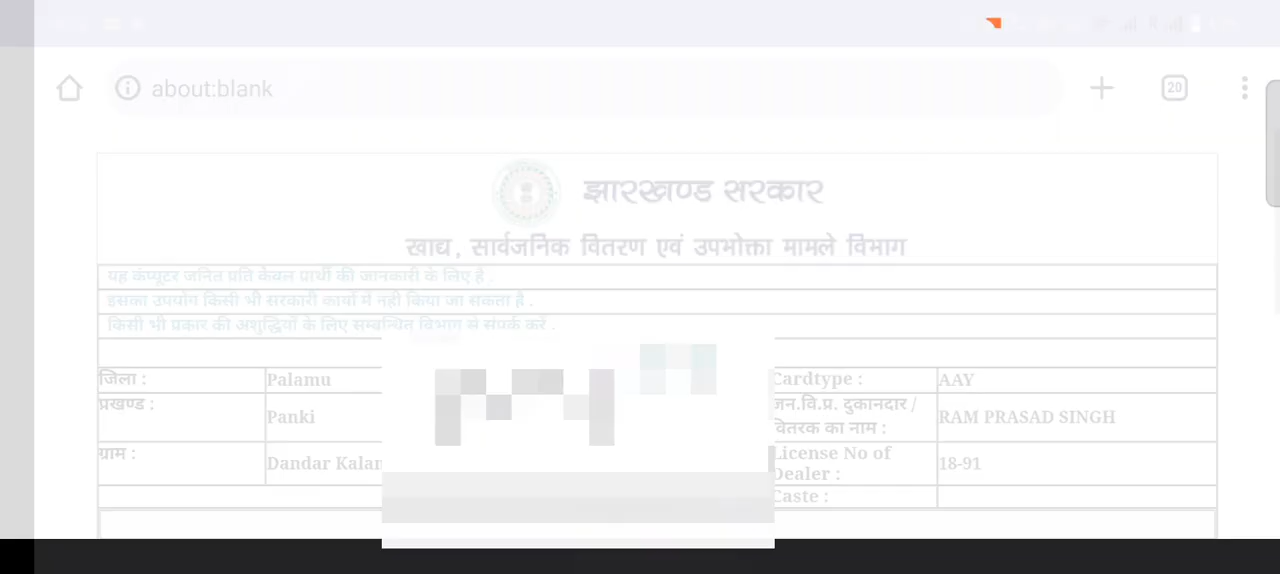 about:blank
20
झारखण्ड सरकार
खाद्य, सार्वजनिक वितरण एवं उपभोक्ता मामले विभाग
यह कंप्यूटर जनित प्रति केवल प्रार्थी की जानकारी के लिए है .
इसका उपयोग किसी भी सरकारी कार्यों में नही किया जा सकता है .
किसी भी प्रकार की अशुद्धियों के लिए सम्बन्धित विभाग से संपर्क करें .
जिला : Palamu Cardtype : AAY
प्रखण्ड : Panki जन.वि.प्र. दुकानदार / वितरक का नाम : RAM PRASAD SINGH
ग्राम : Dandar Kalan License No of Dealer : 18-91
Caste :